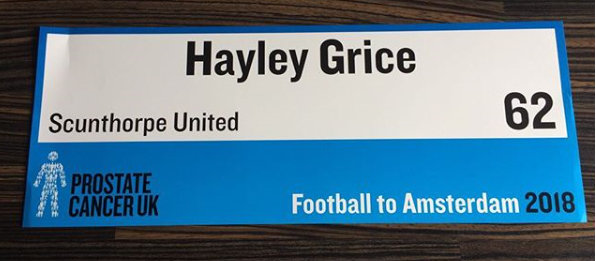 Hayley Grice
Scunthorpe United
62
PROSTATE
CANCER UK
Football to Amsterdam 2018